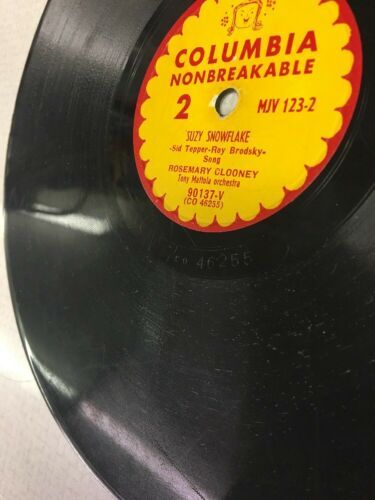 COLUMBIA
NONBREAKABLE
2 MJV 123-2
SUZY SNOWFLAKE
-Sid Tepper-Roy Brodsky-
Song
ROSEMARY CLOONEY
Tony Mottola orchestra
90137-V
(CO 46255)
CO 46255